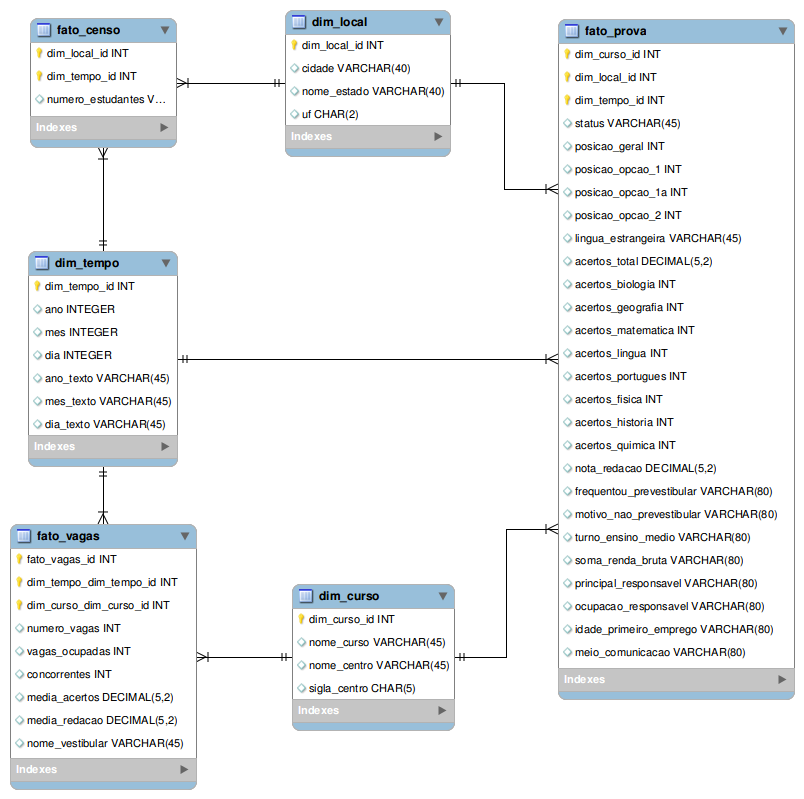 fato_censo
dim_local_id INT
dim_tempo_id INT
numero_estudantes V...
Indexes
dim_local
dim_local_id INT
cidade VARCHAR(40)
nome_estado VARCHAR(40)
uf CHAR(2)
Indexes
fato_prova
dim_curso_id INT
dim_local_id INT
dim_tempo_id INT
status VARCHAR(45)
posicao_geral INT
posicao_opcao_1 INT
posicao_opcao_1a INT
posicao_opcao_2 INT
lingua_estrangeira VARCHAR(45)
acertos_total DECIMAL(5,2)
acertos_biologia INT
acertos_geografia INT
acertos_matematica INT
acertos_lingua INT
acertos_portugues INT
acertos_fisica INT
acertos_historia INT
acertos_quimica INT
nota_redacao DECIMAL(5,2)
frequentou_prevestibular VARCHAR(80)
motivo_nao_prevestibular VARCHAR(80)
turno_ensino_medio VARCHAR(80)
soma_renda_bruta VARCHAR(80)
principal_responsavel VARCHAR(80)
ocupacao_responsavel VARCHAR(80)
idade_primeiro_emprego VARCHAR(80)
meio_comunicacao VARCHAR(80)
Indexes
dim_tempo
dim_tempo_id INT
ano INTEGER
mes INTEGER
dia INTEGER
ano_texto VARCHAR(45)
mes_texto VARCHAR(45)
dia_texto VARCHAR(45)
Indexes
fato_vagas
fato_vagas_id INT
dim_tempo_dim_tempo_id INT
dim_curso_dim_curso_id INT
numero_vagas INT
vagas_ocupadas INT
concorrentes INT
media_acertos DECIMAL(5,2)
media_redacao DECIMAL(5,2)
nome_vestibular VARCHAR(45)
Indexes
dim_curso
dim_curso_id INT
nome_curso VARCHAR(45)
nome_centro VARCHAR(45)
sigla_centro CHAR(5)
Indexes